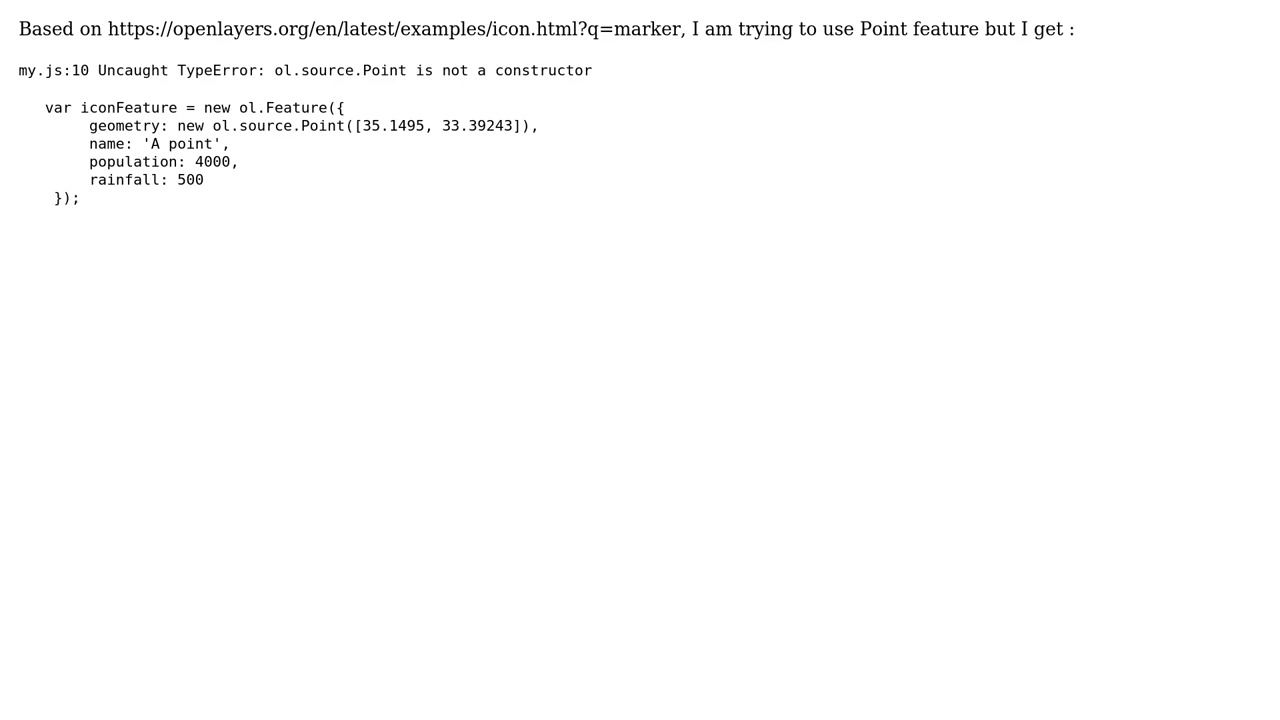 Based on https://openlayers.org/en/latest/examples/icon.html?q=marker, I am trying to use Point feature but I get :
my.js:10 Uncaught TypeError: ol.source.Point is not a constructor
var iconFeature = new ol.Feature({
geometry: new ol.source.Point([35.1495, 33.39243]),
name: 'A point',
population: 4000,
rainfall: 500
});